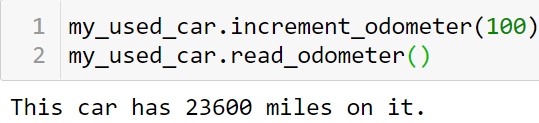 1 my_used_car.increment_odometer(100)
2 my_used_car.read_odometer()
This car has 23600 miles on it.